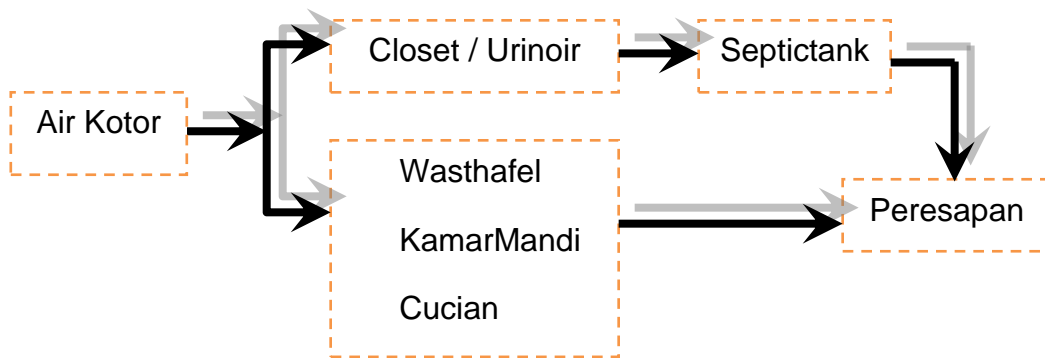 Closet / Urinoir
Septictank
Air Kotor
Wasthafel
KamarMandi
Cucian
Peresapan